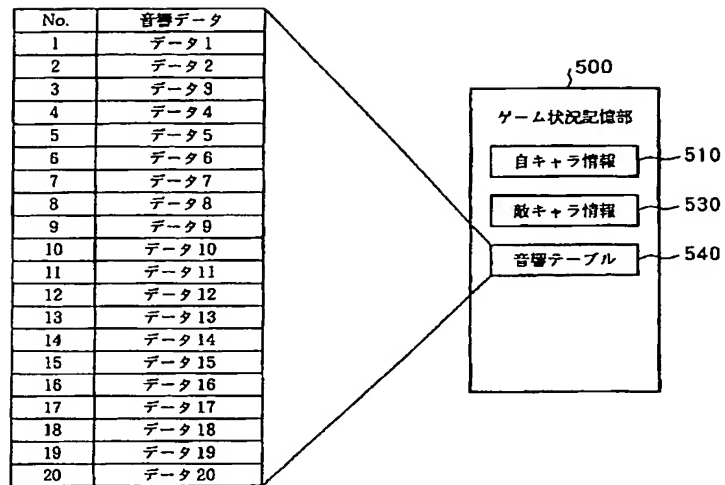 No. 音響データ
1 データ1
2 データ2
3 データ3
4 データ4
5 データ5
6 データ6
7 データ7
8 データ8
9 データ9
10 データ10
11 データ11
12 データ12
13 データ13
14 データ14
15 データ15
16 データ16
17 データ17
18 データ18
19 データ19
20 データ20
500
ゲーム状況記憶部
自キャラ情報 510
敵キャラ情報 530
音響テーブル 540